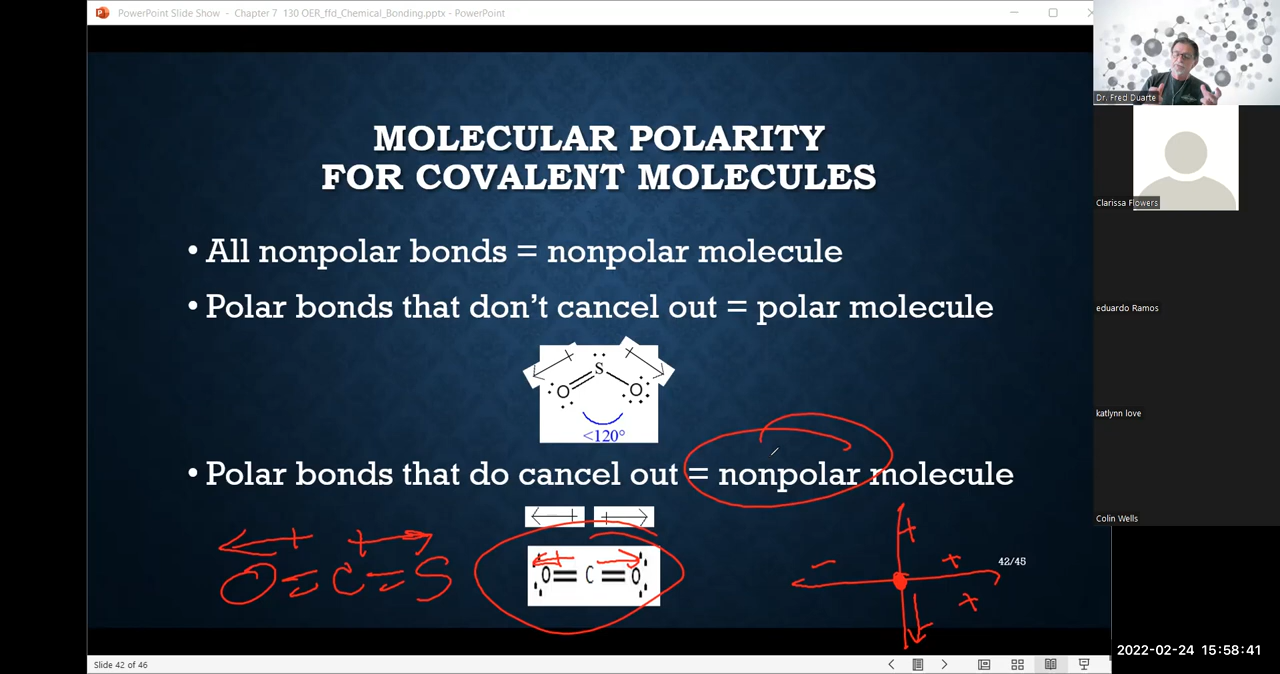 PowerPoint Slide Show - Chapter 7 130 OER_ffd_Chemical_Bonding.pptx - PowerPoint
MOLECULAR POLARITY
FOR COVALENT MOLECULES
• All nonpolar bonds = nonpolar molecule
• Polar bonds that don't cancel out = polar molecule
S
O O
<120°
• Polar bonds that do cancel out = nonpolar molecule
O=C=S
O=C=O
+
- +
+
42/45
Slide 42 of 46
Dr. Fred Duarte
Clarissa Flowers
eduardo Ramos
katlynn love
Colin Wells
2022-02-24 15:58:41